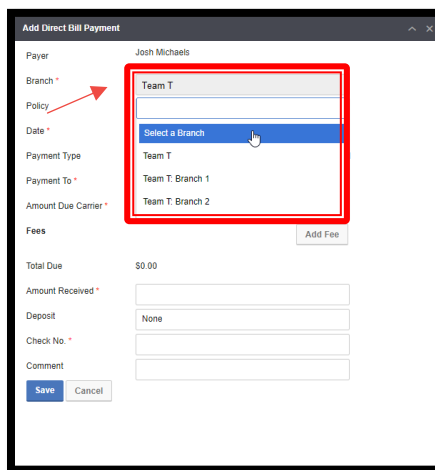 Add Direct Bill Payment
Payer Josh Michaels
Branch * Team T
Policy
Date * Select a Branch
Payment Type Team T
Payment To * Team T: Branch 1
Amount Due Carrier * Team T: Branch 2
Fees Add Fee
Total Due $0.00
Amount Received *
Deposit None
Check No. *
Comment
Save Cancel